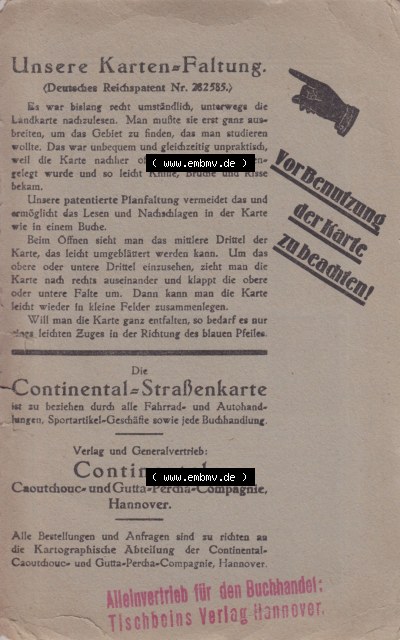 Unsere Karten=Faltung.
(Deutsches Reichspatent Nr. 282585.)
Es war bislang recht umständlich, unterwegs die
Landkarte nachzulesen. Man mußte sie erst ganz aus-
breiten, um das Gebiet zu finden, das man studieren
wollte. Das war unbequem und gleichzeitig unpraktisch,
weil die Karte nachher
( www.embmv.de )
gelegt wurde und so leicht Kniffe, Brüche und Risse
bekam.
Unsere patentierte Planfaltung vermeidet das und
ermöglicht das Lesen und Nachschlagen in der Karte
wie in einem Buche.
Beim Öffnen sieht man das mittlere Drittel der
Karte, das leicht umgeblättert werden kann. Um das
obere oder untere Drittel einzusehen, zieht man die
Karte nach rechts auseinander und klappt die obere
oder untere Falte um. Dann kann man die Karte
leicht wieder in kleine Felder zusammenlegen.
Will man die Karte ganz entfalten, so bedarf es nur
eines leichten Zuges in der Richtung des blauen Pfeiles.
Vor Benutzung
der Karte
zu beachten!
Die
Continental=Straßenkarte
ist zu beziehen durch alle Fahrrad- und Autohand-
lungen, Sportartikel-Geschäfte sowie jede Buchhandlung.
Verlag und Generalvertrieb:
Continental
( www.embmv.de )
Caoutchouc- und Gutta-Percha-Compagnie,
Hannover.
Alle Bestellungen und Anfragen sind zu richten an
die Kartographische Abteilung der Continental-
Caoutchouc- und Gutta-Percha-Compagnie, Hannover.
Alleinvertrieb für den Buchhandel:
Tischbeins Verlag Hannover.